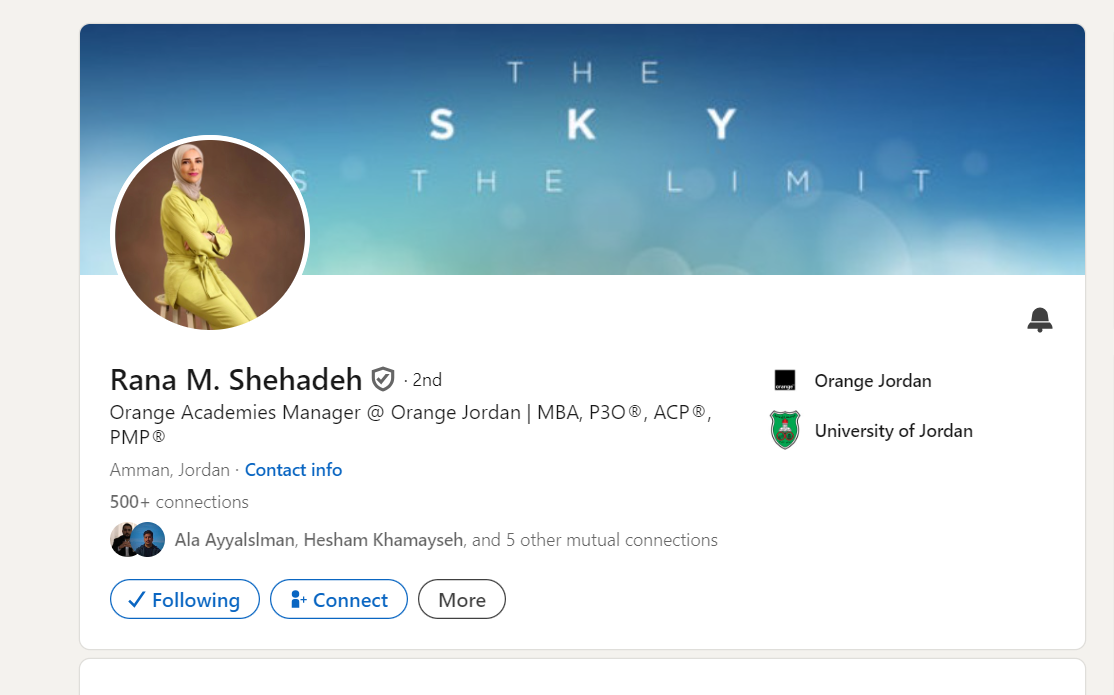 THE
SKY
S THE LIMIT
Rana M. Shehadeh · 2nd
Orange Academies Manager @ Orange Jordan | MBA, P3O®, ACP®,
PMP®
Amman, Jordan · Contact info
500+ connections
Ala Ayyalslman, Hesham Khamayseh, and 5 other mutual connections
Following
Connect
More
orange
Orange Jordan
University of Jordan